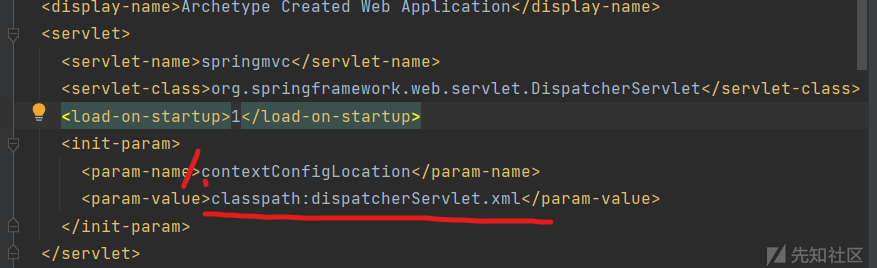 <display-name>Archetype Created Web Application</display-name>
<servlet>
<servlet-name>springmvc</servlet-name>
<servlet-class>org.springframework.web.servlet.DispatcherServlet</servlet-class>
<load-on-startup>1</load-on-startup>
<init-param>
<param-name>contextConfigLocation</param-name>
<param-value>classpath:dispatcherServlet.xml</param-value>
</init-param>
</servlet>
先知社区